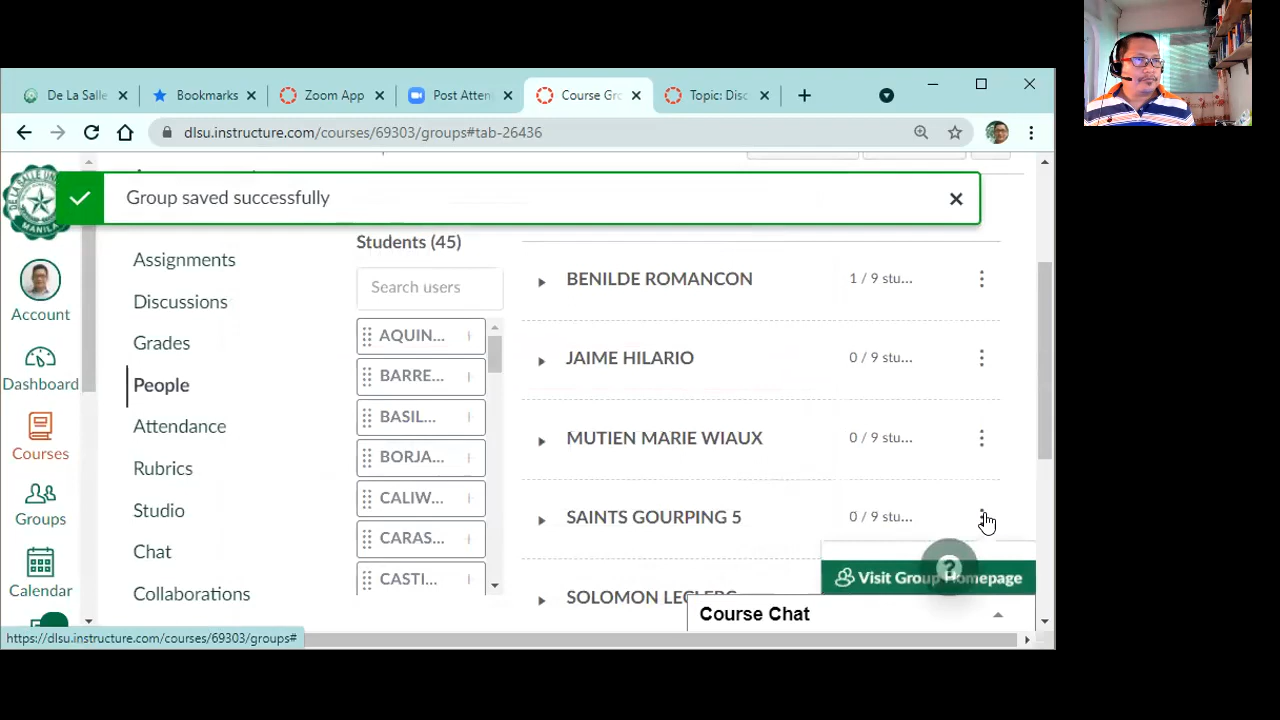 De La Salle
Bookmarks
Zoom App
Post Atten
Course Gro
Topic: Disc
dlsu.instructure.com/courses/69303/groups#tab-26436
Group saved successfully
Account
Dashboard
Courses
Groups
Calendar
Assignments
Discussions
Grades
People
Attendance
Rubrics
Studio
Chat
Collaborations
Students (45)
Search users
AQUIN...
BARRE...
BASIL...
BORJA...
CALIW...
CARAS...
CASTI...
BENILDE ROMANCON 1 / 9 stu...
JAIME HILARIO 0 / 9 stu...
MUTIEN MARIE WIAUX 0 / 9 stu...
SAINTS GOURPING 5 0 / 9 stu...
SOLOMON LECLERC
Visit Group Homepage
Course Chat
https://dlsu.instructure.com/courses/69303/groups#